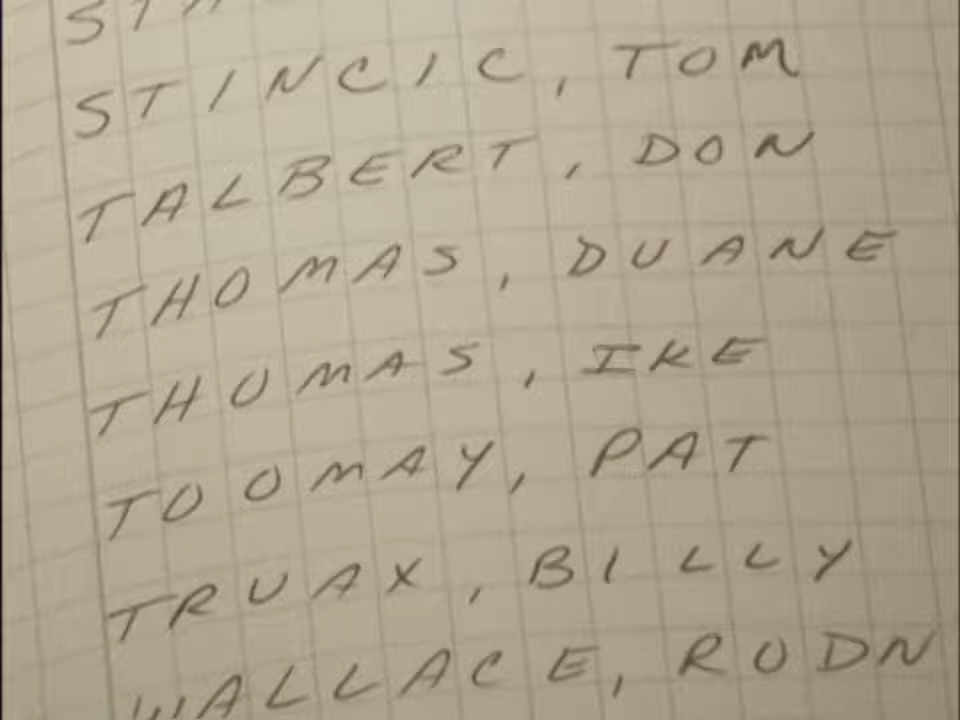 STINCIC, TOM
TALBERT, DON
THOMAS, DUANE
THOMAS, IKE
TOOMAY, PAT
TRUAX, BILLY
WALLACE, RODN